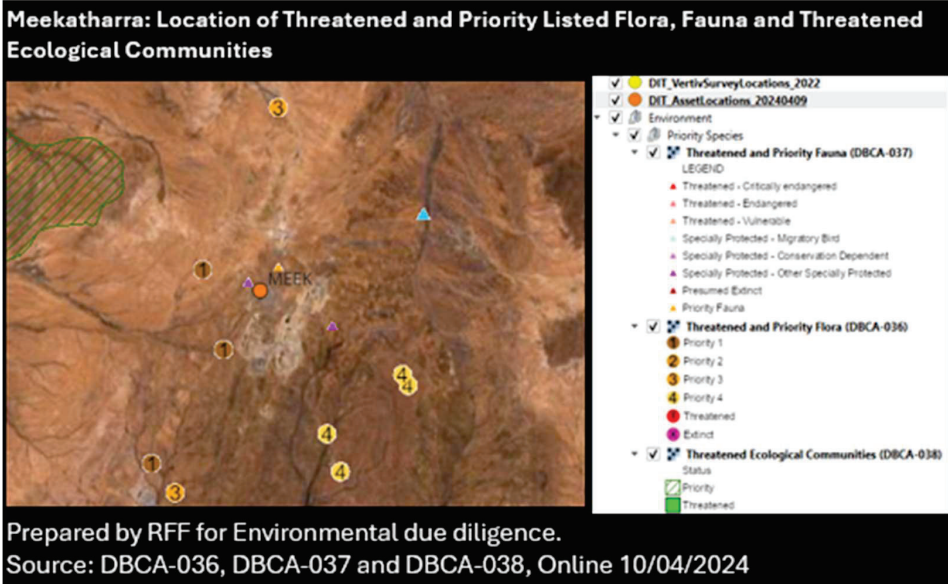 Meekatharra: Location of Threatened and Priority Listed Flora, Fauna and Threatened
Ecological Communities
3
1
MEEK
1
4
4
4
4
1
3
DIT_VertivSurveyLocations_2022
DIT_AssetLocations_20240409
Environment
Priority Species
Threatened and Priority Fauna (DBCA-037)
LEGEND
Threatened - Critically endangered
Threatened - Endangered
Threatened - Vulnerable
Specially Protected - Migratory Bird
Specially Protected - Conservation Dependent
Specially Protected - Other Specially Protected
Presumed Extinct
Priority Fauna
Threatened and Priority Flora (DBCA-036)
1 Priority 1
2 Priority 2
3 Priority 3
4 Priority 4
Threatened
Extinct
Threatened Ecological Communities (DBCA-038)
Status
Priority
Threatened
Prepared by RFF for Environmental due diligence.
Source: DBCA-036, DBCA-037 and DBCA-038, Online 10/04/2024